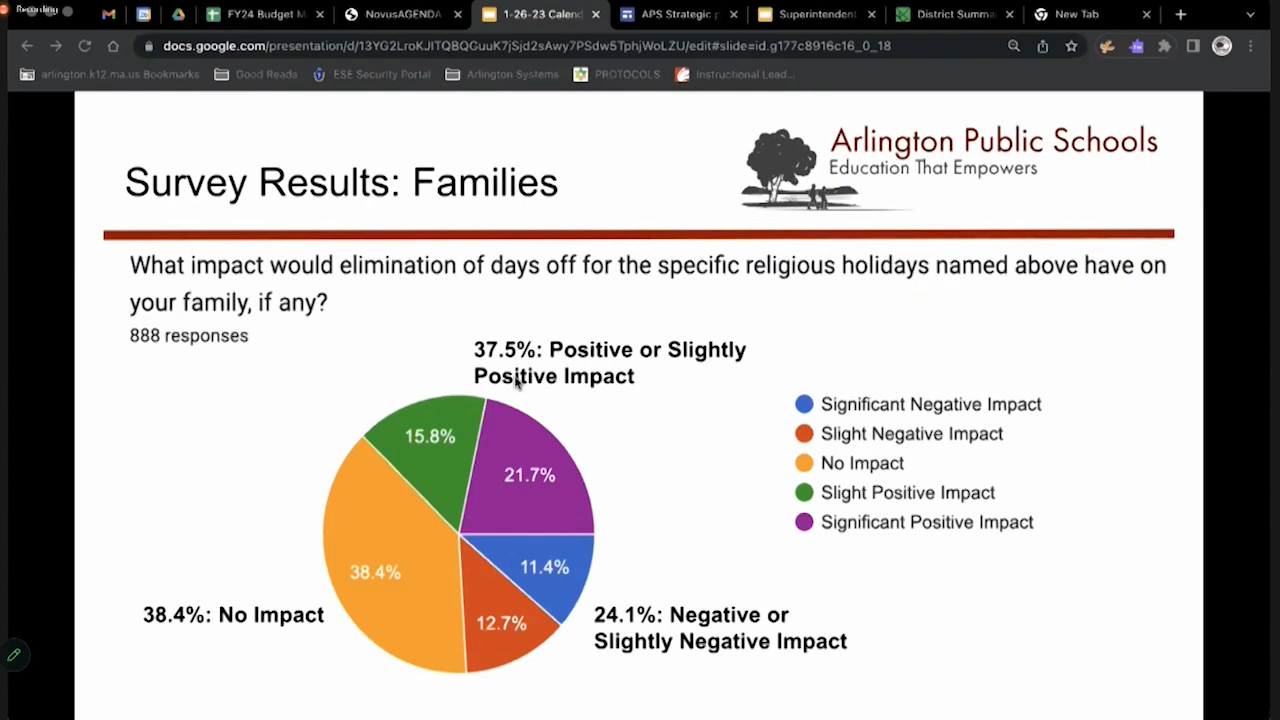 Recording
FY24 Budget M
NovusAGENDA
1-26-23 Calend
APS Strategic p
Superintendent
District Summa
New Tab
docs.google.com/presentation/d/13YG2LroKJlTQBQGuuK7jSjd2sAwy7PSdw5TphjWoLZU/edit#slide=id.g177c8916c16_0_18
arlington.k12.ma.us Bookmarks
Good Reads
ESE Security Portal
Arlington Systems
PROTOCOLS
Instructional Lead...
Arlington Public Schools
Education That Empowers
Survey Results: Families
What impact would elimination of days off for the specific religious holidays named above have on
your family, if any?
888 responses
37.5%: Positive or Slightly
Positive Impact
15.8%
21.7%
38.4%
11.4%
12.7%
Significant Negative Impact
Slight Negative Impact
No Impact
Slight Positive Impact
Significant Positive Impact
38.4%: No Impact
24.1%: Negative or
Slightly Negative Impact